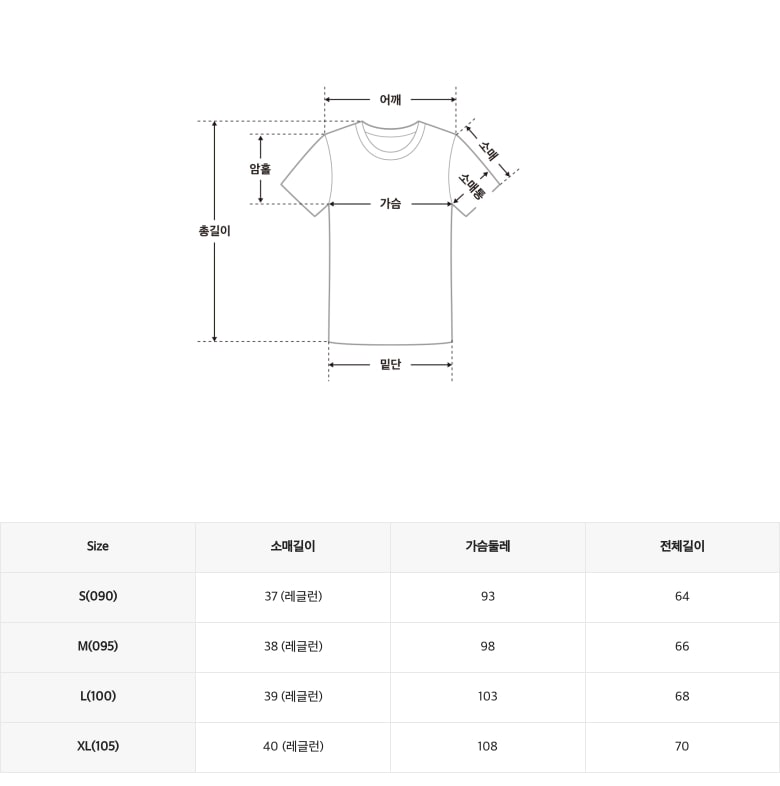 어깨
소매
암홀
소매통
가슴
총길이
밑단
Size 소매길이 가슴둘레 전체길이
S(090) 37 (레글런) 93 64
M(095) 38 (레글런) 98 66
L(100) 39 (레글런) 103 68
XL(105) 40 (레글런) 108 70